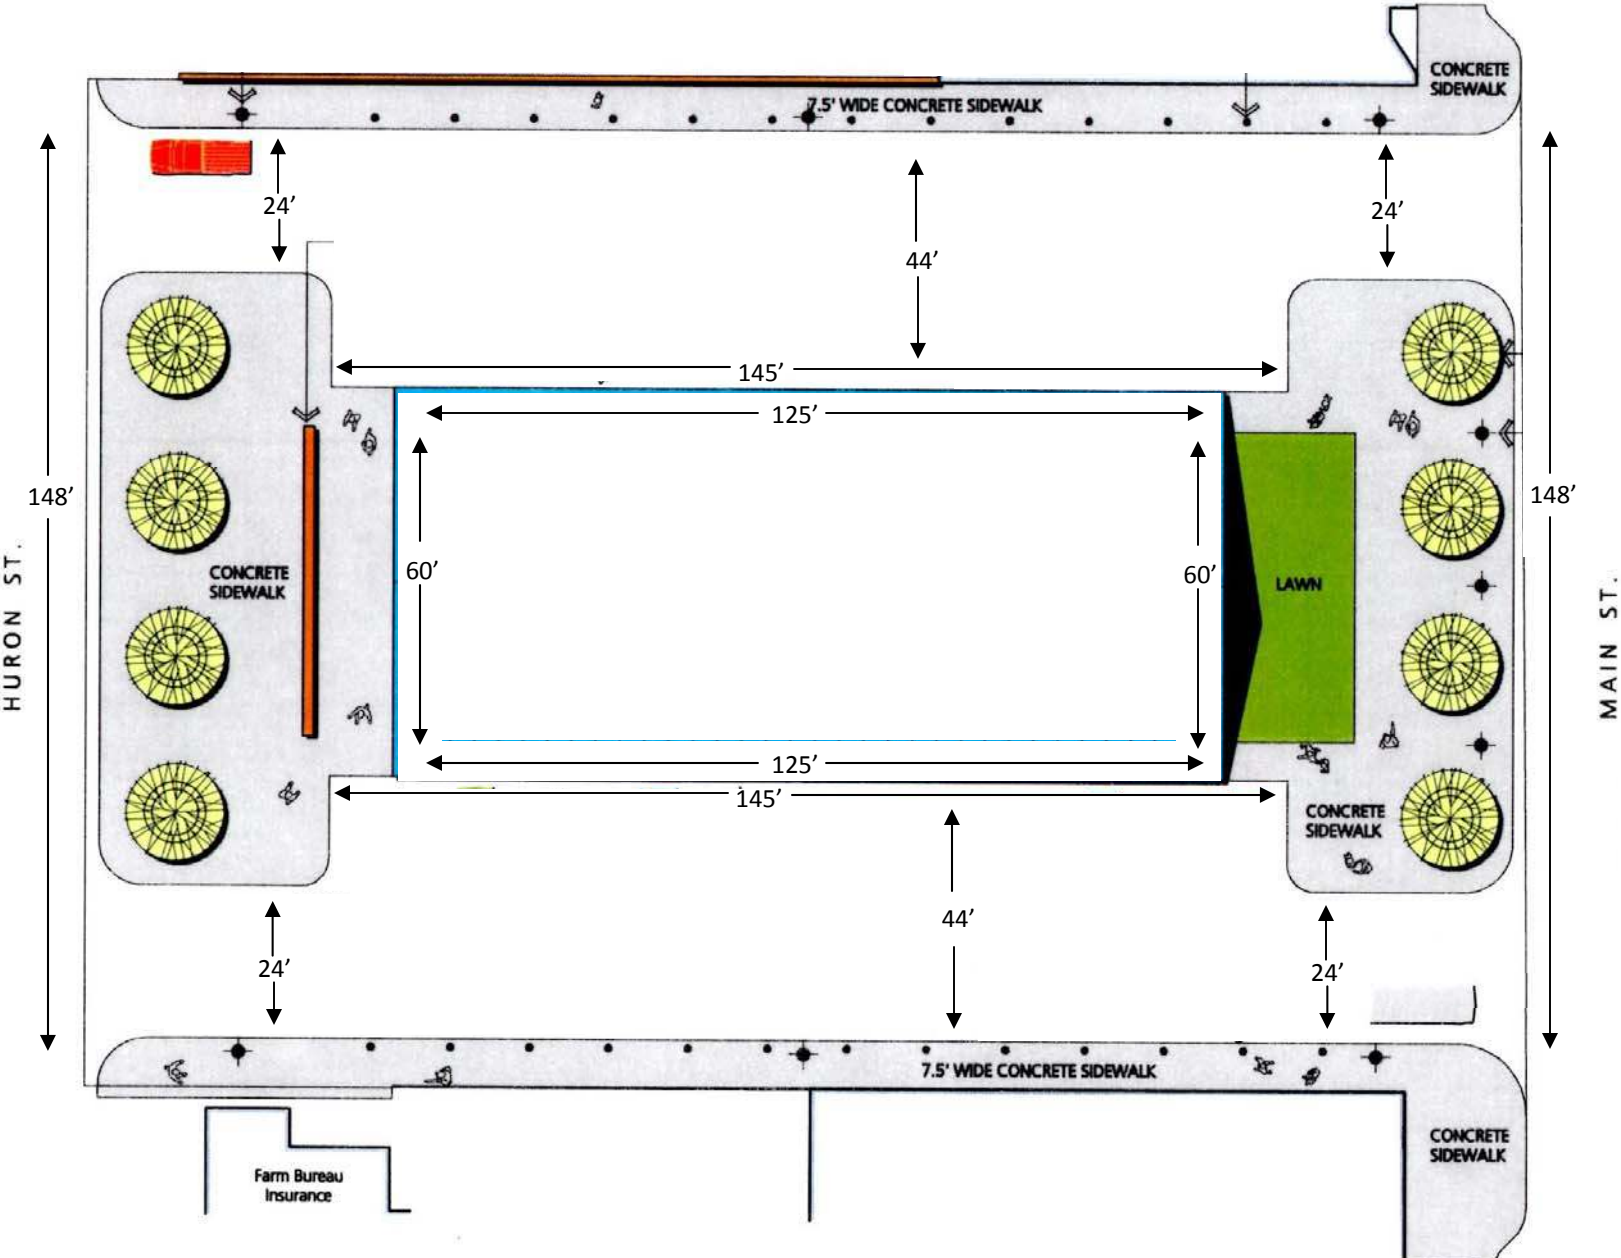 CONCRETE
SIDEWALK
7.5' WIDE CONCRETE SIDEWALK
24’
24’
44’
145’
125’
148’
148’
60’
60’
CONCRETE
SIDEWALK
LAWN
HURON ST.
MAIN ST.
125’
145’
CONCRETE
SIDEWALK
44’
24’
24’
7.5' WIDE CONCRETE SIDEWALK
CONCRETE
SIDEWALK
Farm Bureau
Insurance